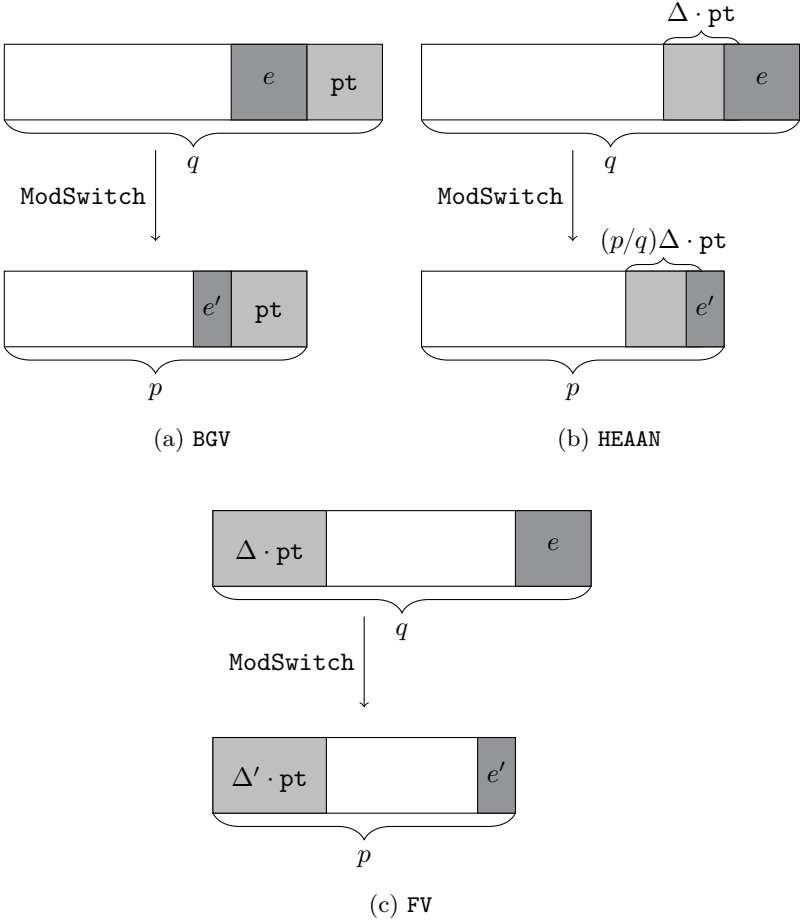 Δ · pt
e pt e
q q
ModSwitch ModSwitch
(p/q)Δ · pt
e′ pt e′
p p
(a) BGV (b) HEAAN
Δ · pt e
q
ModSwitch
Δ′ · pt e′
p
(c) FV